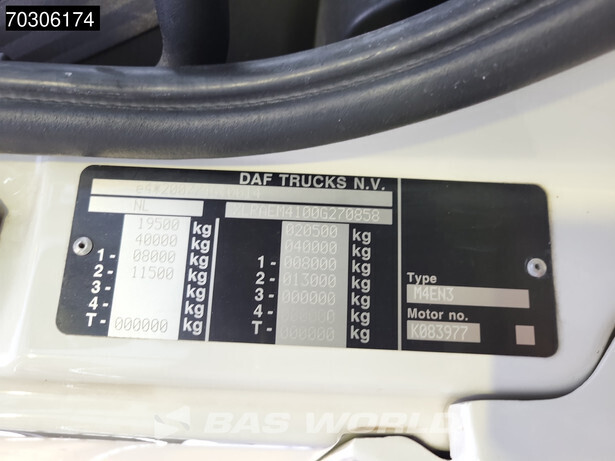 70306174
DAF TRUCKS N.V.
NL
19500 kg 020500 kg
40000 kg 040000 kg
1 - 08000 kg 1 - 008000 kg
2 - 11500 kg 2 - 013000 kg
3 - kg 3 - 000000 kg
4 - kg 4 - kg
T - 000000 kg T - 000000 kg
Type
M4EN3
Motor no.
K083977
BAS WORLD